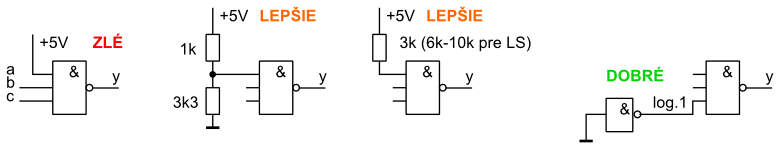 +5V ZLÉ
a
b
c
&
y
+5V LEPŠIE
1k
3k3
&
y
+5V LEPŠIE
3k (6k-10k pre LS)
&
y
DOBRÉ
&
log.1
&
y